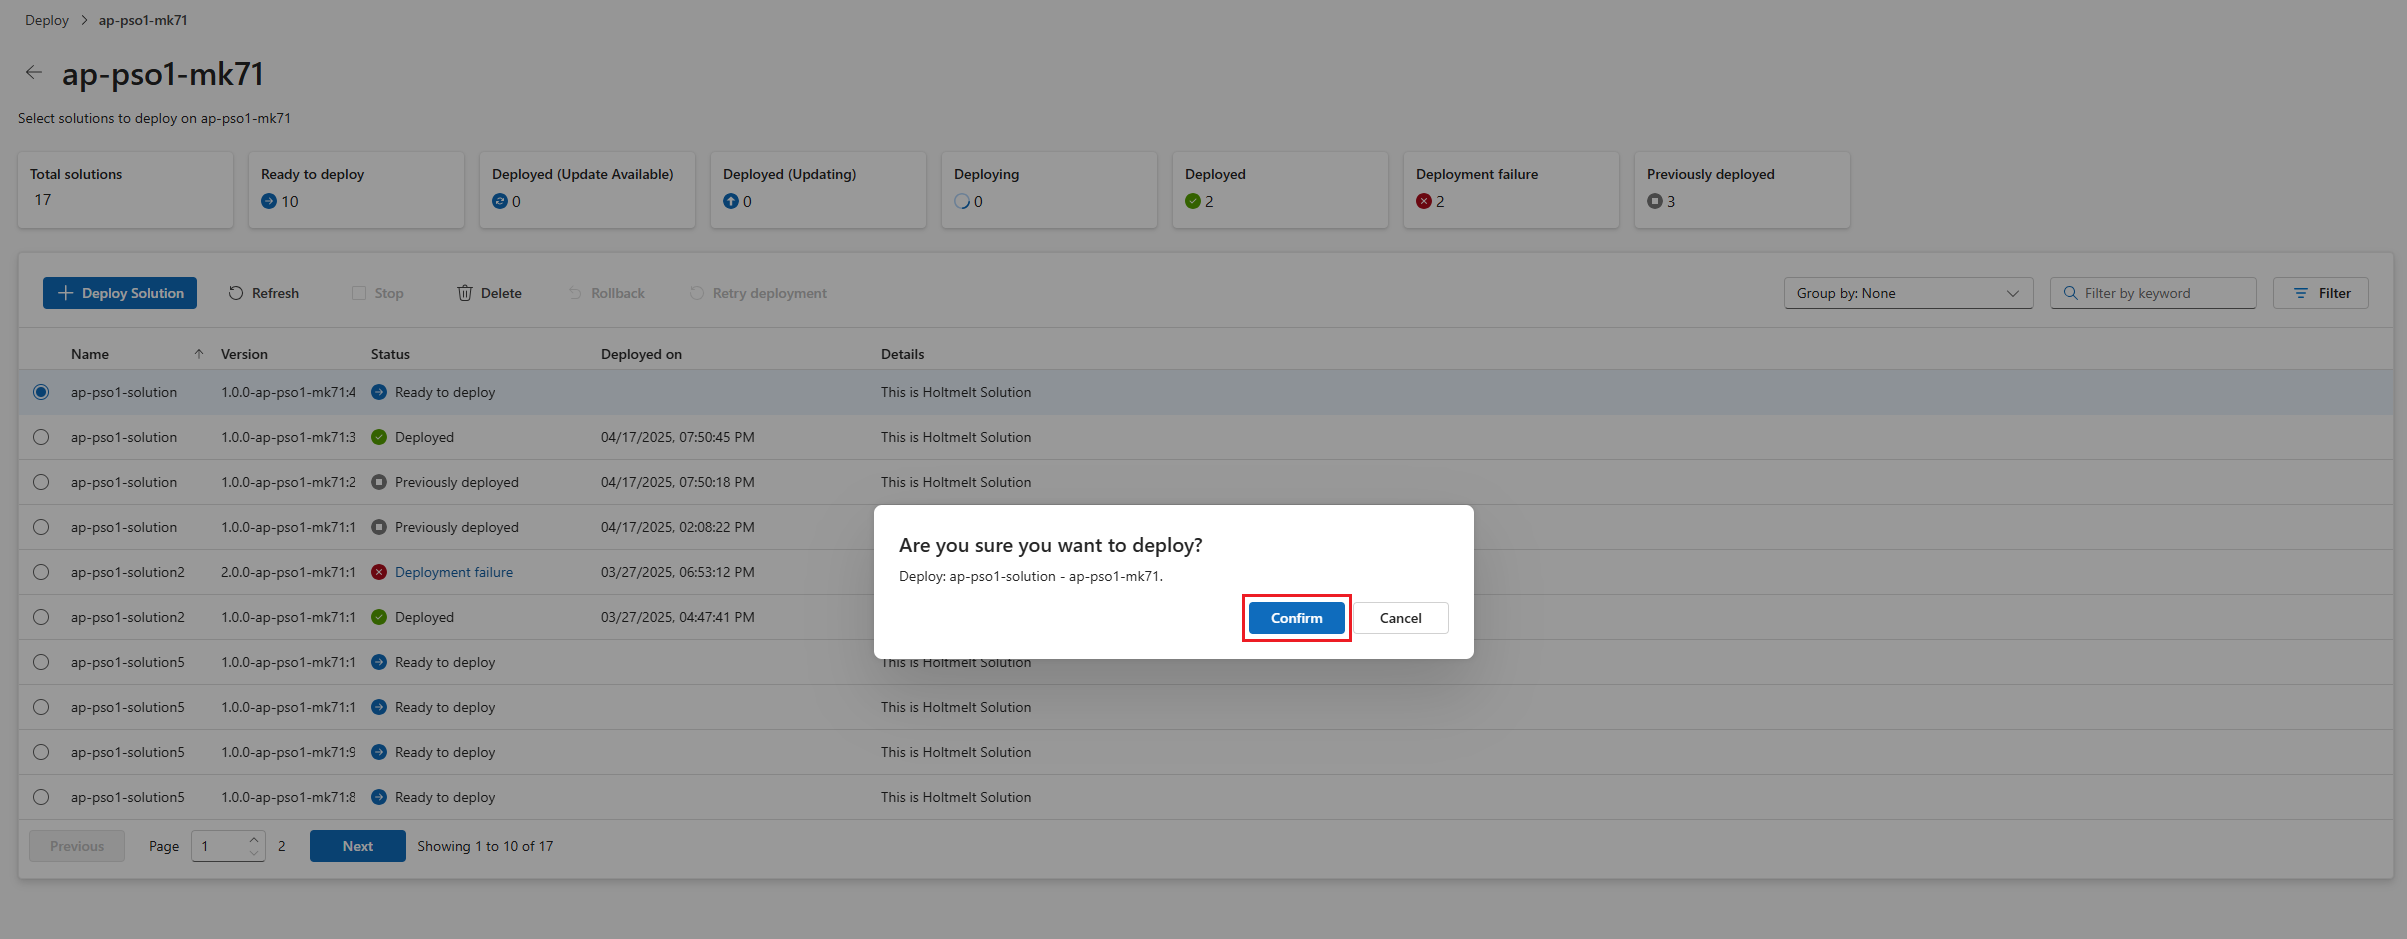 Deploy > ap-pso1-mk71
ap-pso1-mk71
Select solutions to deploy on ap-pso1-mk71
Total solutions Ready to deploy Deployed (Update Available) Deployed (Updating) Deploying Deployed Deployment failure Previously deployed
17 10 0 0 0 2 2 3
Deploy Solution Refresh Stop Delete Rollback Retry deployment Group by: None Filter by keyword Filter
Name Version Status Deployed on Details
ap-pso1-solution 1.0.0-ap-pso1-mk71:4 Ready to deploy This is Holtmelt Solution
ap-pso1-solution 1.0.0-ap-pso1-mk71:3 Deployed 04/17/2025, 07:50:45 PM This is Holtmelt Solution
ap-pso1-solution 1.0.0-ap-pso1-mk71:2 Previously deployed 04/17/2025, 07:50:18 PM This is Holtmelt Solution
ap-pso1-solution 1.0.0-ap-pso1-mk71:1 Previously deployed 04/17/2025, 02:08:22 PM
Are you sure you want to deploy?
ap-pso1-solution2 2.0.0-ap-pso1-mk71:1 Deployment failure 03/27/2025, 06:53:12 PM
Deploy: ap-pso1-solution - ap-pso1-mk71.
ap-pso1-solution2 1.0.0-ap-pso1-mk71:1 Deployed 03/27/2025, 04:47:41 PM
Confirm Cancel
ap-pso1-solution5 1.0.0-ap-pso1-mk71:1 Ready to deploy This is Holtmelt Solution
ap-pso1-solution5 1.0.0-ap-pso1-mk71:1 Ready to deploy This is Holtmelt Solution
ap-pso1-solution5 1.0.0-ap-pso1-mk71:9 Ready to deploy This is Holtmelt Solution
ap-pso1-solution5 1.0.0-ap-pso1-mk71:8 Ready to deploy This is Holtmelt Solution
Previous Page 1 2 Next Showing 1 to 10 of 17